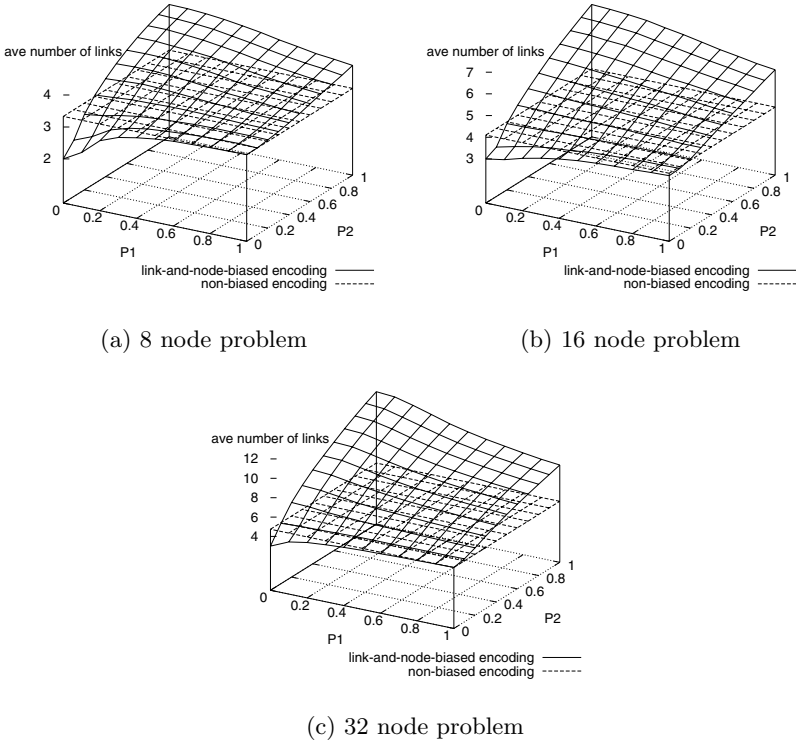 ave number of links
4
3
2
0
0.2
0.4
0.6
0.8
1
P1
0
0.2
0.4
0.6
0.8
1
P2
link-and-node-biased encoding
non-biased encoding
(a) 8 node problem
ave number of links
7
6
5
4
3
0
0.2
0.4
0.6
0.8
1
P1
0
0.2
0.4
0.6
0.8
1
P2
link-and-node-biased encoding
non-biased encoding
(b) 16 node problem
ave number of links
12
10
8
6
4
0
0.2
0.4
0.6
0.8
1
P1
0
0.2
0.4
0.6
0.8
1
P2
link-and-node-biased encoding
non-biased encoding
(c) 32 node problem